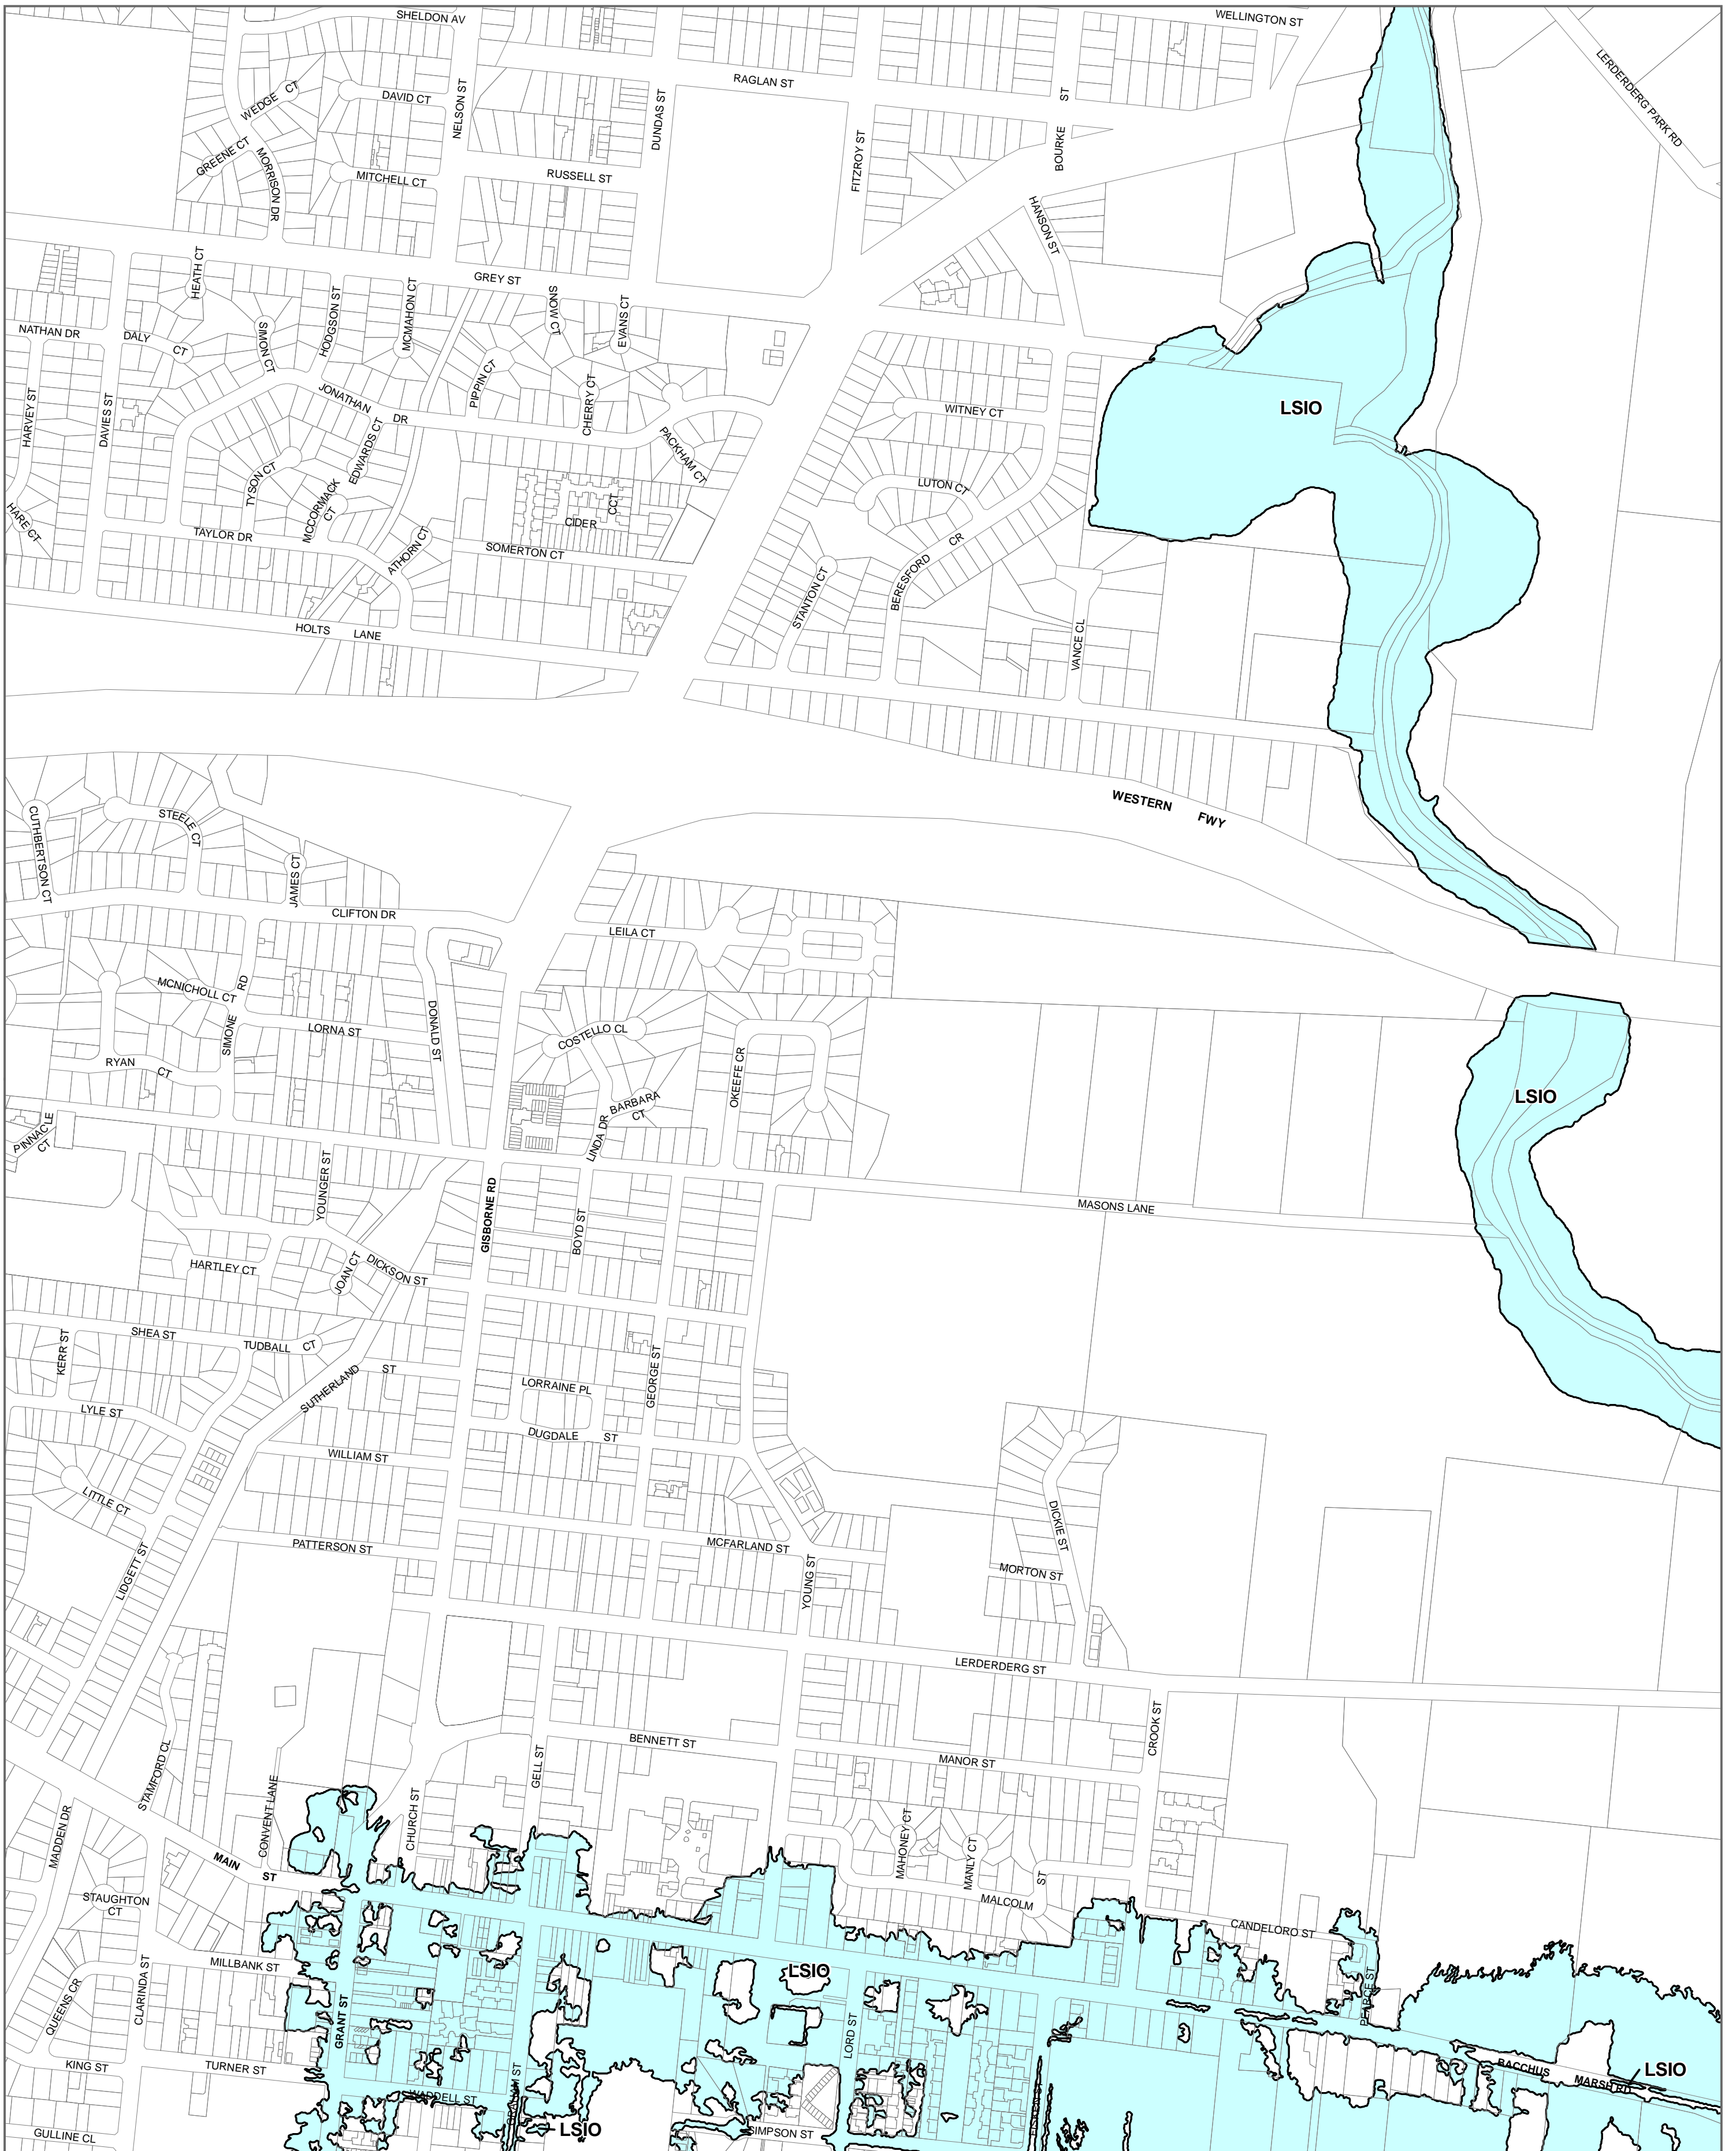 SHELDON AV
WELLINGTON ST
LERDERDERG PARK RD
RAGLAN ST
WEDGE CT
DAVID CT
NELSON ST
DUNDAS ST
FITZROY ST
BOURKE ST
GREENE CT
MORRISON DR
MITCHELL CT
RUSSELL ST
HANSON ST
HEATH CT
GREY ST
NATHAN DR
DALY CT
SIMON CT
HODGSON ST
MCMAHON CT
SNOW CT
EVANS CT
PIPPIN CT
CHERRY CT
HARVEY ST
DAVIES ST
JONATHAN DR
EDWARDS CT
PACKHAM CT
WITNEY CT
LSIO
TYSON CT
MCCORMACK CT
LUTON CT
CIDER CCT
HARE CT
TAYLOR DR
ATHORN CT
SOMERTON CT
STANTON CT
BERESFORD CR
HOLTS LANE
VANCE CL
WESTERN FWY
CUTHBERTSON CT
STEELE CT
JAMES CT
CLIFTON DR
LEILA CT
MCNICHOLL CT
SIMONE RD
LORNA ST
DONALD ST
COSTELLO CL
OKEEFE CR
RYAN CT
BARBARA CT
LINDA DR
LSIO
PINNACLE CT
YOUNGER ST
GISBORNE RD
BOYD ST
MASONS LANE
HARTLEY CT
JOAN CT
DICKSON ST
KERR ST
SHEA ST
TUDBALL CT
SUTHERLAND ST
LORRAINE PL
GEORGE ST
LYLE ST
DUGDALE ST
WILLIAM ST
LITTLE CT
DICKIE ST
PATTERSON ST
MCFARLAND ST
LIDGETT ST
YOUNG ST
MORTON ST
LERDERDERG ST
STAMFORD CL
BENNETT ST
MANOR ST
CROOK ST
GELL ST
CONVENT LANE
CHURCH ST
MADDEN DR
MAHONEY CT
MANLY CT
MAIN ST
STAUGHTON CT
MALCOLM ST
CANDELORO ST
MILLBANK ST
LSIO
QUEENS CR
CLARINDA ST
GRANT ST
LORD ST
PEARCE ST
KING ST
TURNER ST
WADDELL ST
BACCHUS MARSH RD
LSIO
GULLINE CL
LSIO
SIMPSON ST